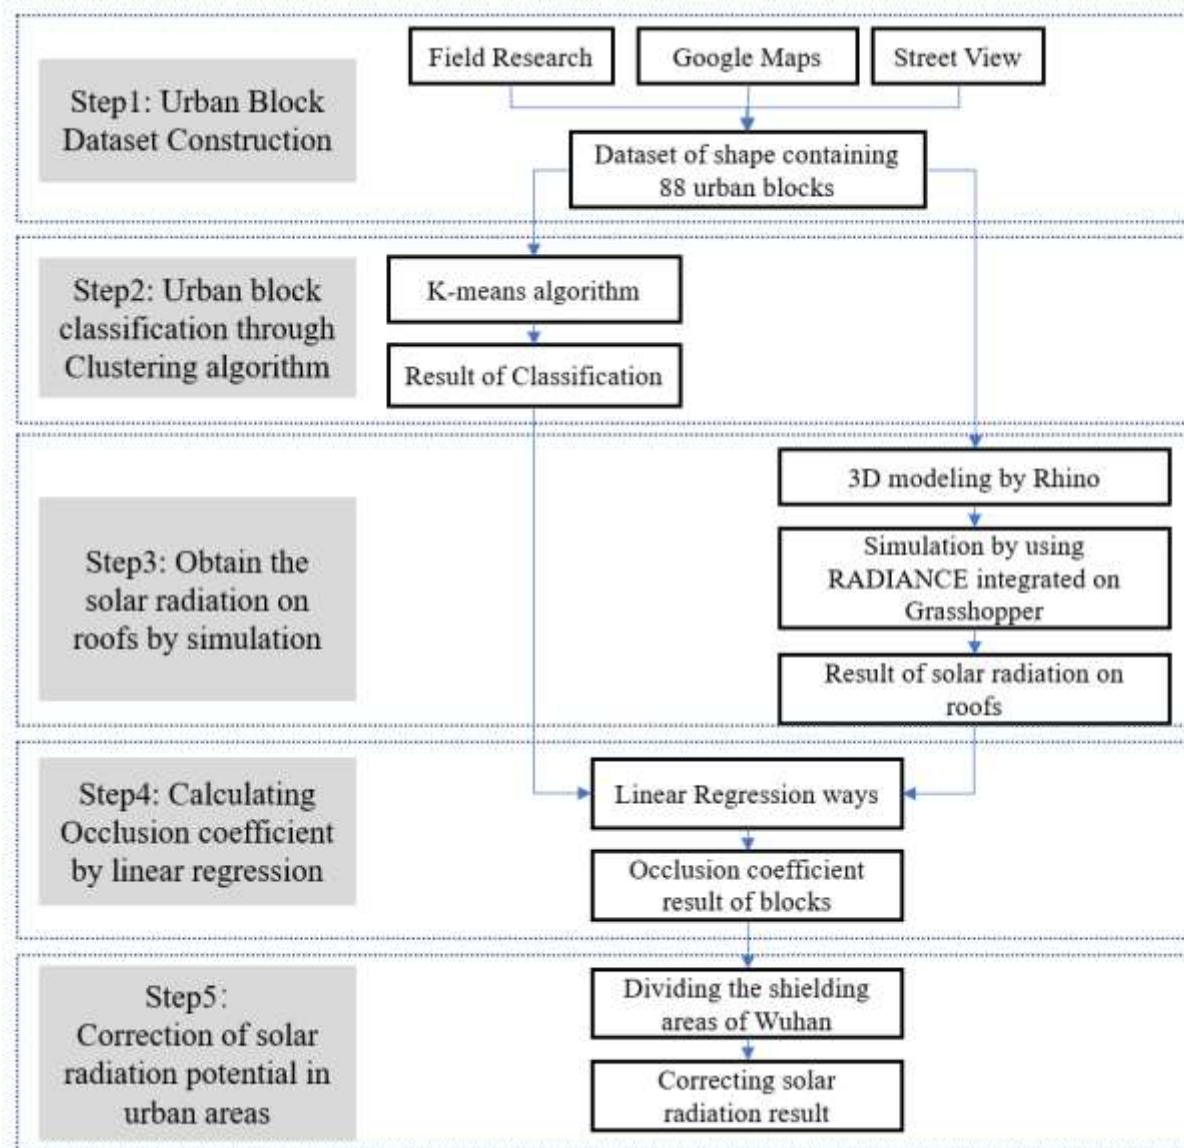 Field Research
Google Maps
Street View
Step1: Urban Block
Dataset Construction
Dataset of shape containing
88 urban blocks
Step2: Urban block
classification through
Clustering algorithm
K-means algorithm
Result of Classification
Step3: Obtain the
solar radiation on
roofs by simulation
3D modeling by Rhino
Simulation by using
RADIANCE integrated on
Grasshopper
Result of solar radiation on
roofs
Step4: Calculating
Occlusion coefficient
by linear regression
Linear Regression ways
Occlusion coefficient
result of blocks
Step5:
Correction of solar
radiation potential in
urban areas
Dividing the shielding
areas of Wuhan
Correcting solar
radiation result